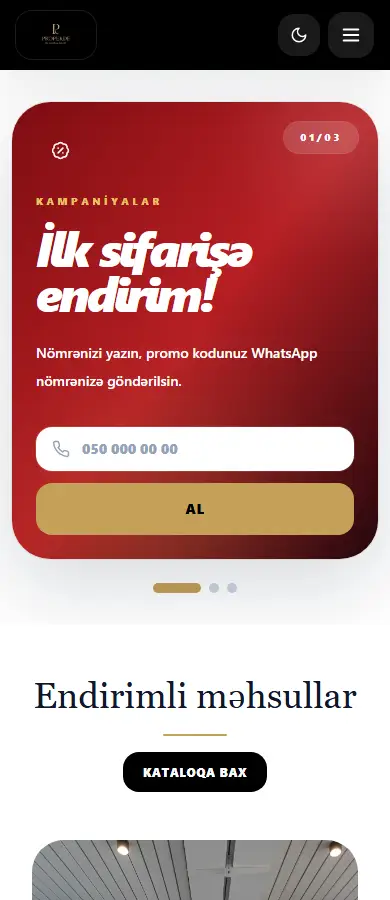 01/03
KAMPANİYALAR
İlk sifarişə
endirim!
Nömrənizi yazın, promo kodunuz WhatsApp
nömrənizə göndərilsin.
050 000 00 00
AL
Endirimli məhsullar
KATALOQA BAX